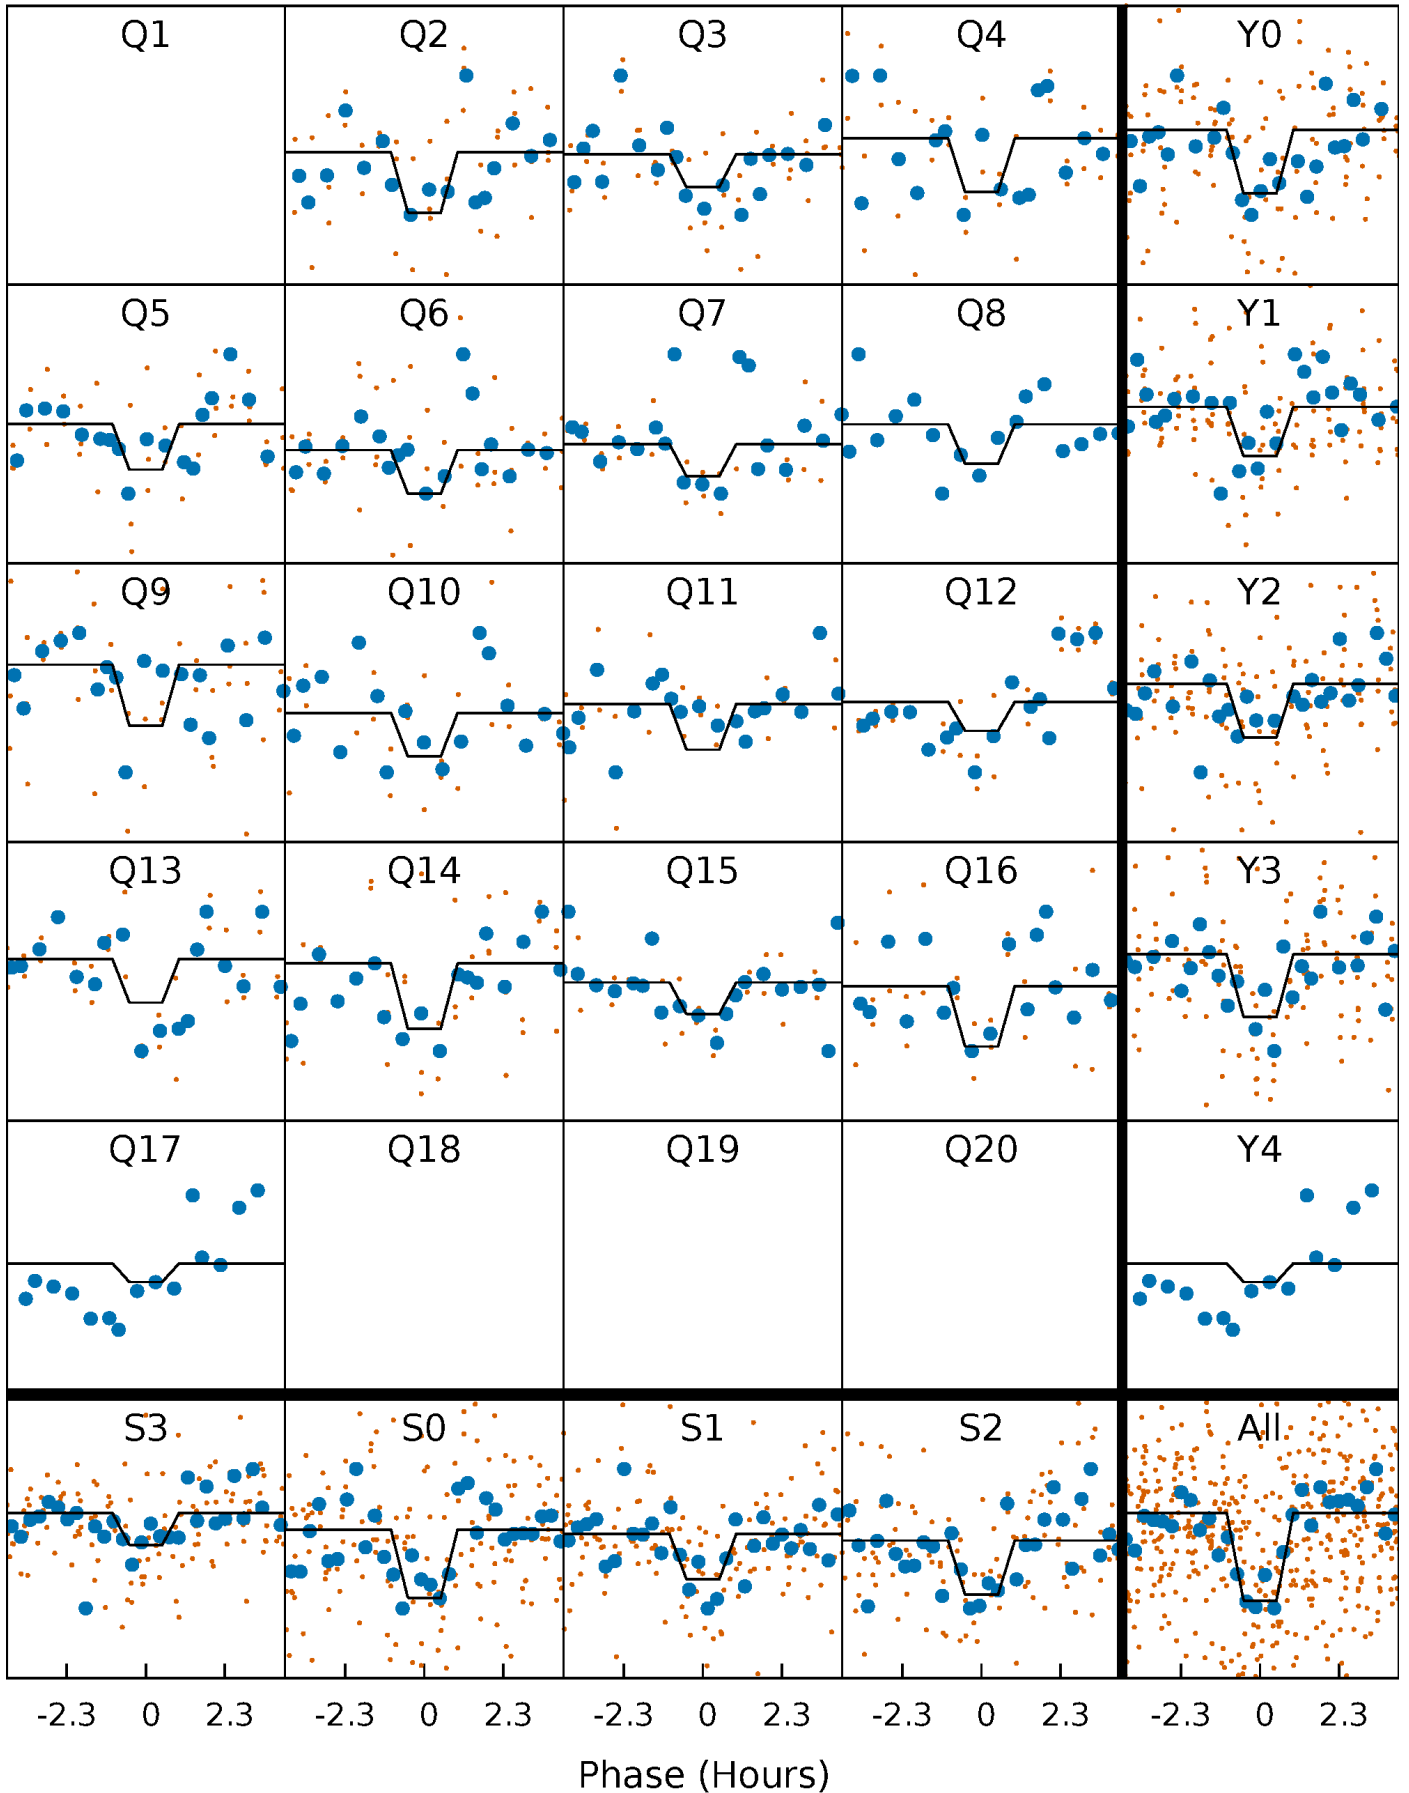 Q1 Q2 Q3 Q4 Y0
Q5 Q6 Q7 Q8 Y1
Q9 Q10 Q11 Q12 Y2
Q13 Q14 Q15 Q16 Y3
Q17 Q18 Q19 Q20 Y4
S3 S0 S1 S2 All
-2.3 0 2.3 -2.3 0 2.3 -2.3 0 2.3 -2.3 0 2.3 -2.3 0 2.3
Phase (Hours)